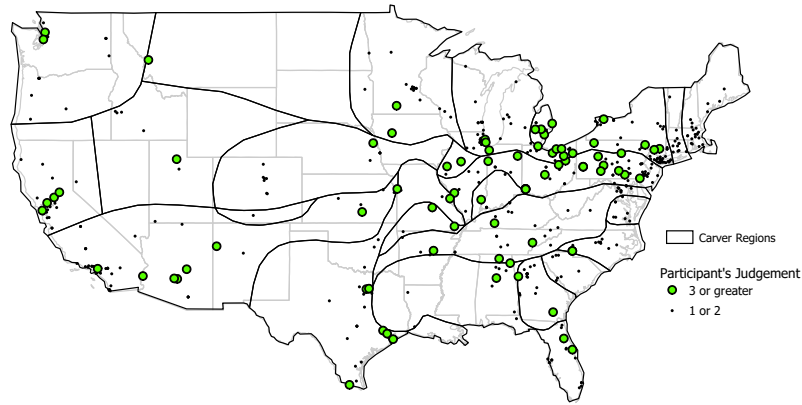 Carver Regions
Participant's Judgement
3 or greater
1 or 2